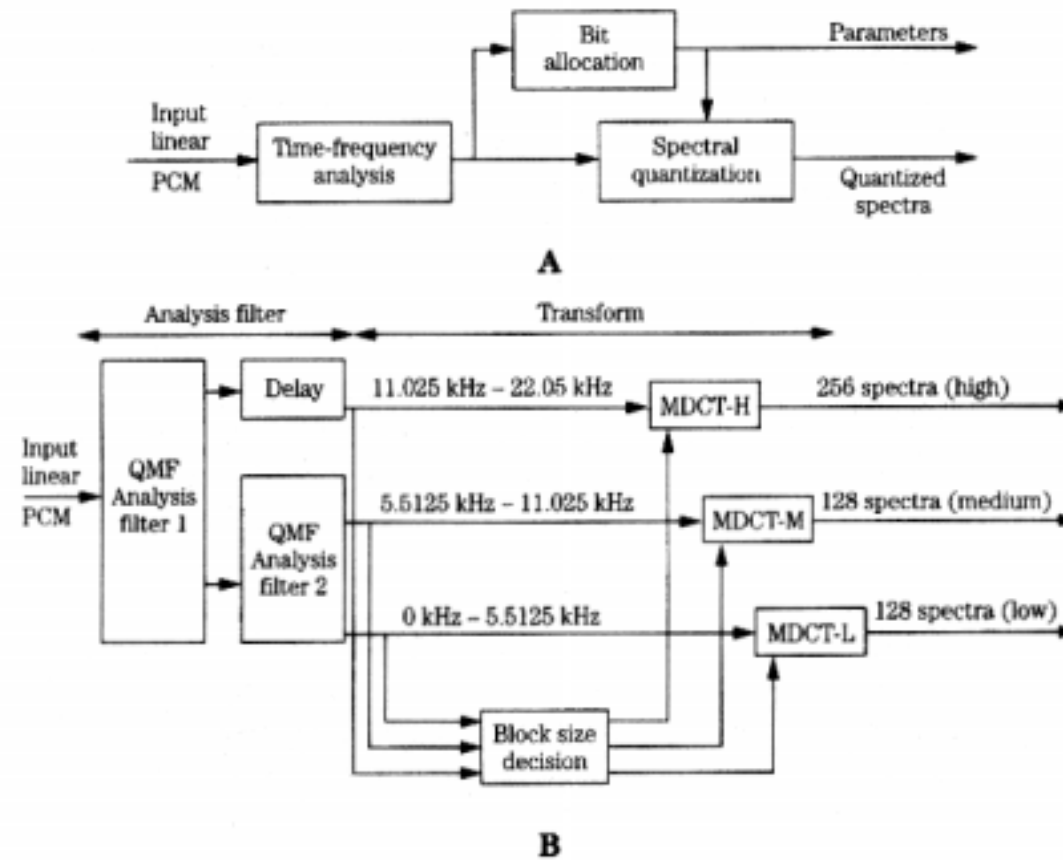 Bit
allocation
Parameters
Input
linear
PCM
Time-frequency
analysis
Spectral
quantization
Quantized
spectra
A
Analysis filter
Transform
Input
linear
PCM
QMF
Analysis
filter 1
Delay
QMF
Analysis
filter 2
11.025 kHz – 22.05 kHz
MDCT-H
256 spectra (high)
5.5125 kHz – 11.025 kHz
MDCT-M
128 spectra (medium)
0 kHz – 5.5125 kHz
MDCT-L
128 spectra (low)
Block size
decision
B